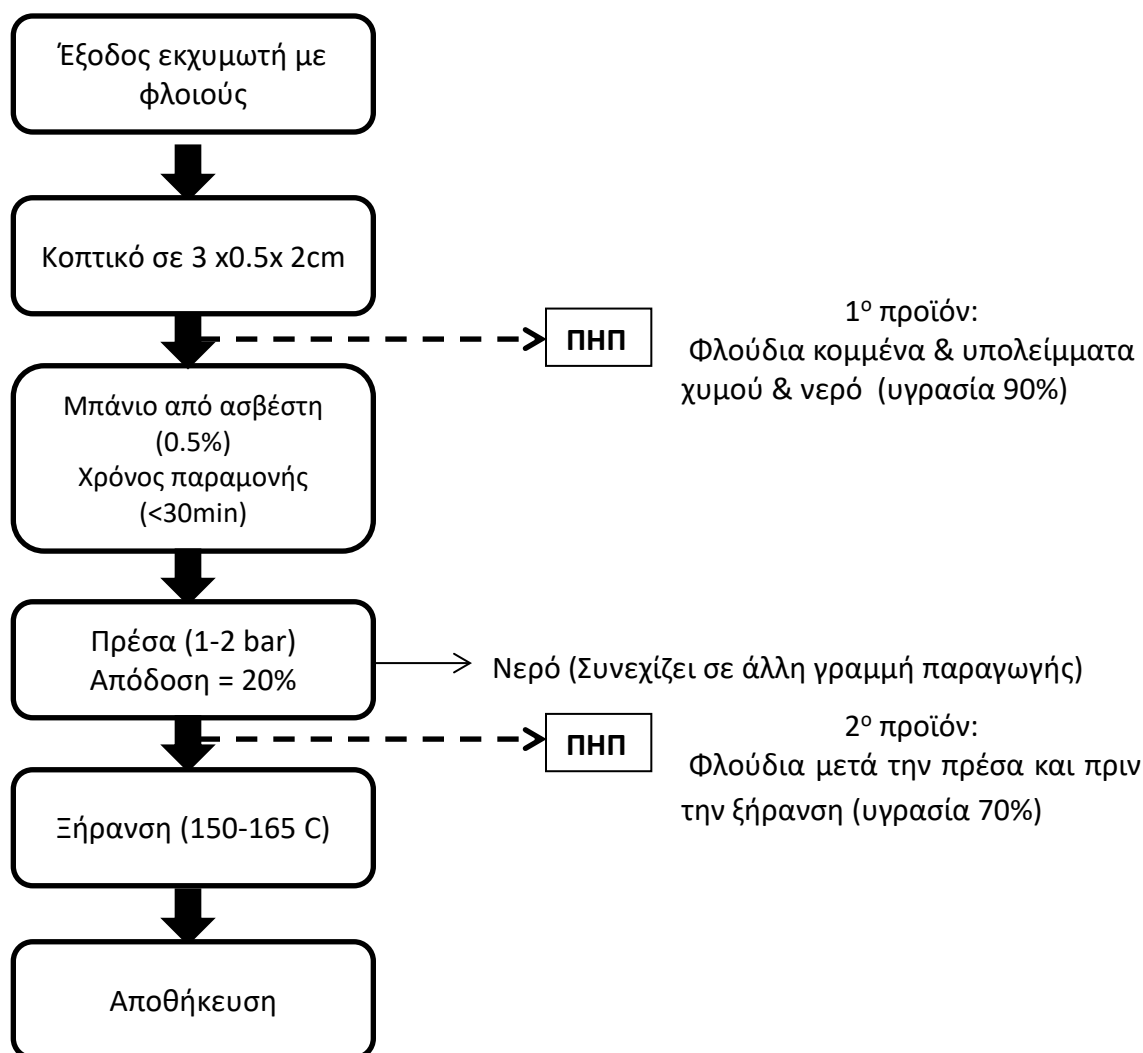 Έξοδος εκχυμωτή με
φλοιούς
Κοπτικό σε 3 x0.5x 2cm
ΠΗΠ
1ο προϊόν:
Φλούδια κομμένα & υπολείμματα
χυμού & νερό (υγρασία 90%)
Μπάνιο από ασβέστη
(0.5%)
Χρόνος παραμονής
(<30min)
Πρέσα (1-2 bar)
Απόδοση = 20%
Νερό (Συνεχίζει σε άλλη γραμμή παραγωγής)
ΠΗΠ
2ο προϊόν:
Φλούδια μετά την πρέσα και πριν
την ξήρανση (υγρασία 70%)
Ξήρανση (150-165 C)
Αποθήκευση